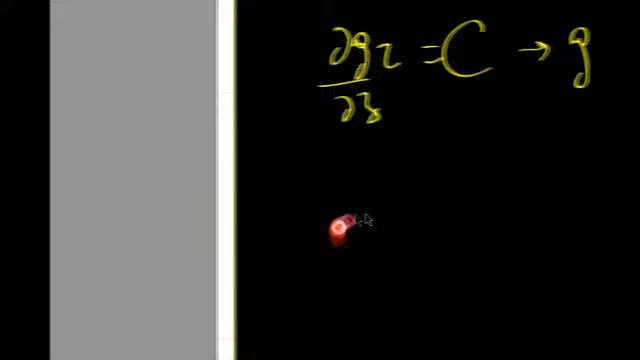 ∂g₂/∂z = C → g